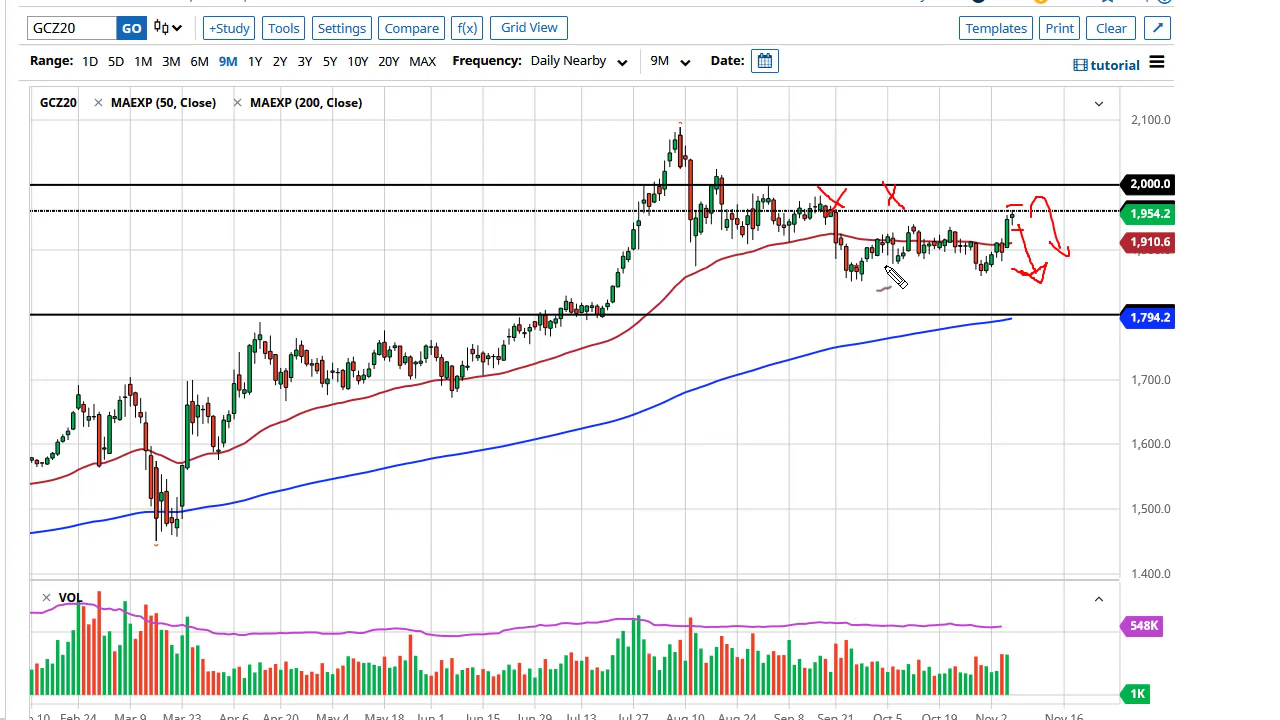 GCZ20 GO +Study Tools Settings Compare f(x) Grid View Templates Print Clear
Range: 1D 5D 1M 3M 6M 9M 1Y 2Y 3Y 5Y 10Y 20Y MAX Frequency: Daily Nearby 9M Date: tutorial
GCZ20 × MAEXP (50, Close) × MAEXP (200, Close)
2,100.0
2,000.0
1,954.2
1,910.6
1,794.2
1,700.0
1,600.0
1,500.0
1,400.0
× VOL
548K
1K
10 Feb 24 Mar 9 Mar 23 Apr 6 Apr 20 May 4 May 18 Jun 1 Jun 15 Jun 29 Jul 13 Jul 27 Aug 10 Aug 24 Sep 8 Sep 21 Oct 5 Oct 19 Nov 2 Nov 16